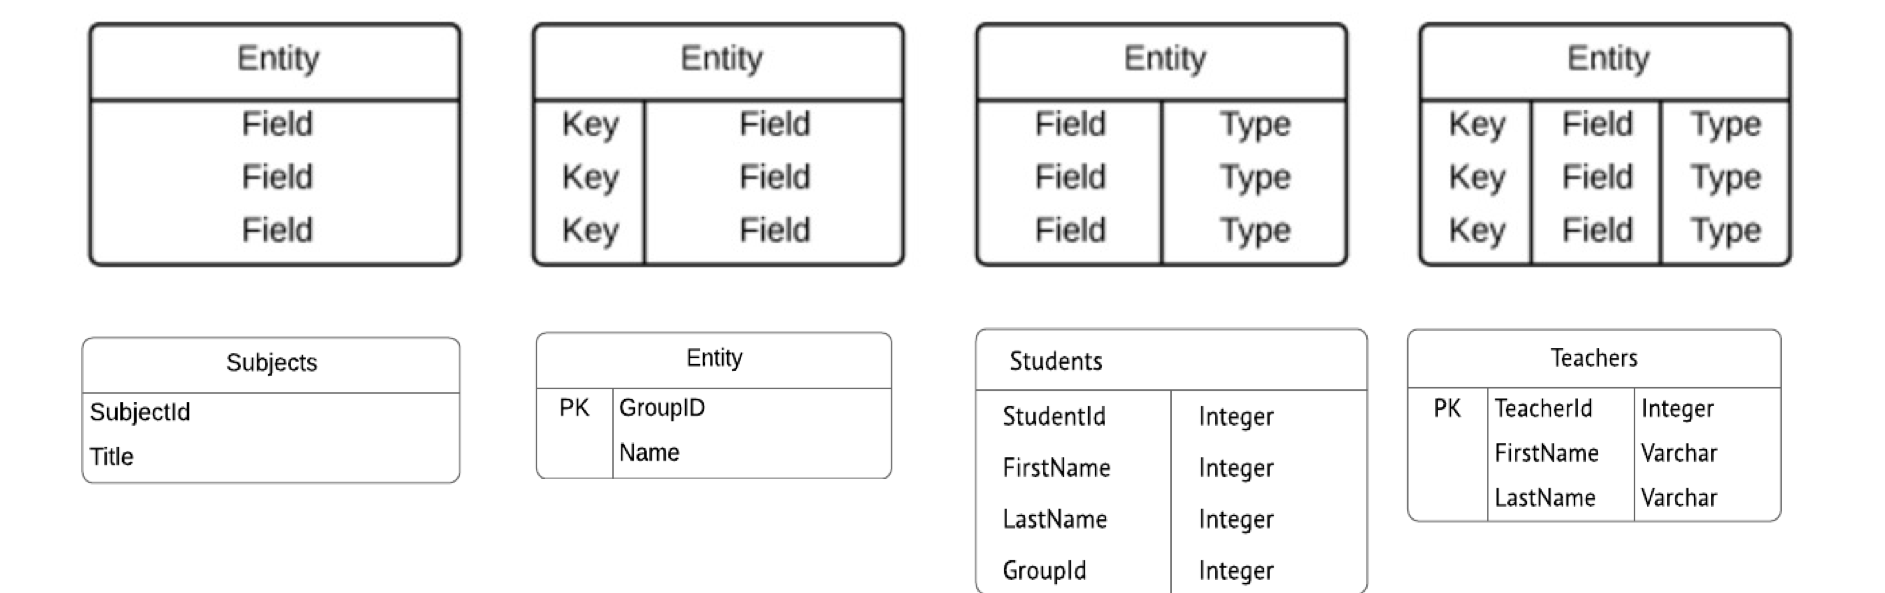 Entity
Field
Field
Field
Entity
Key Field
Key Field
Key Field
Entity
Field Type
Field Type
Field Type
Entity
Key Field Type
Key Field Type
Key Field Type
Subjects
SubjectId
Title
Entity
PK GroupID
Name
Students
StudentId Integer
FirstName Integer
LastName Integer
GroupId Integer
Teachers
PK TeacherId Integer
FirstName Varchar
LastName Varchar